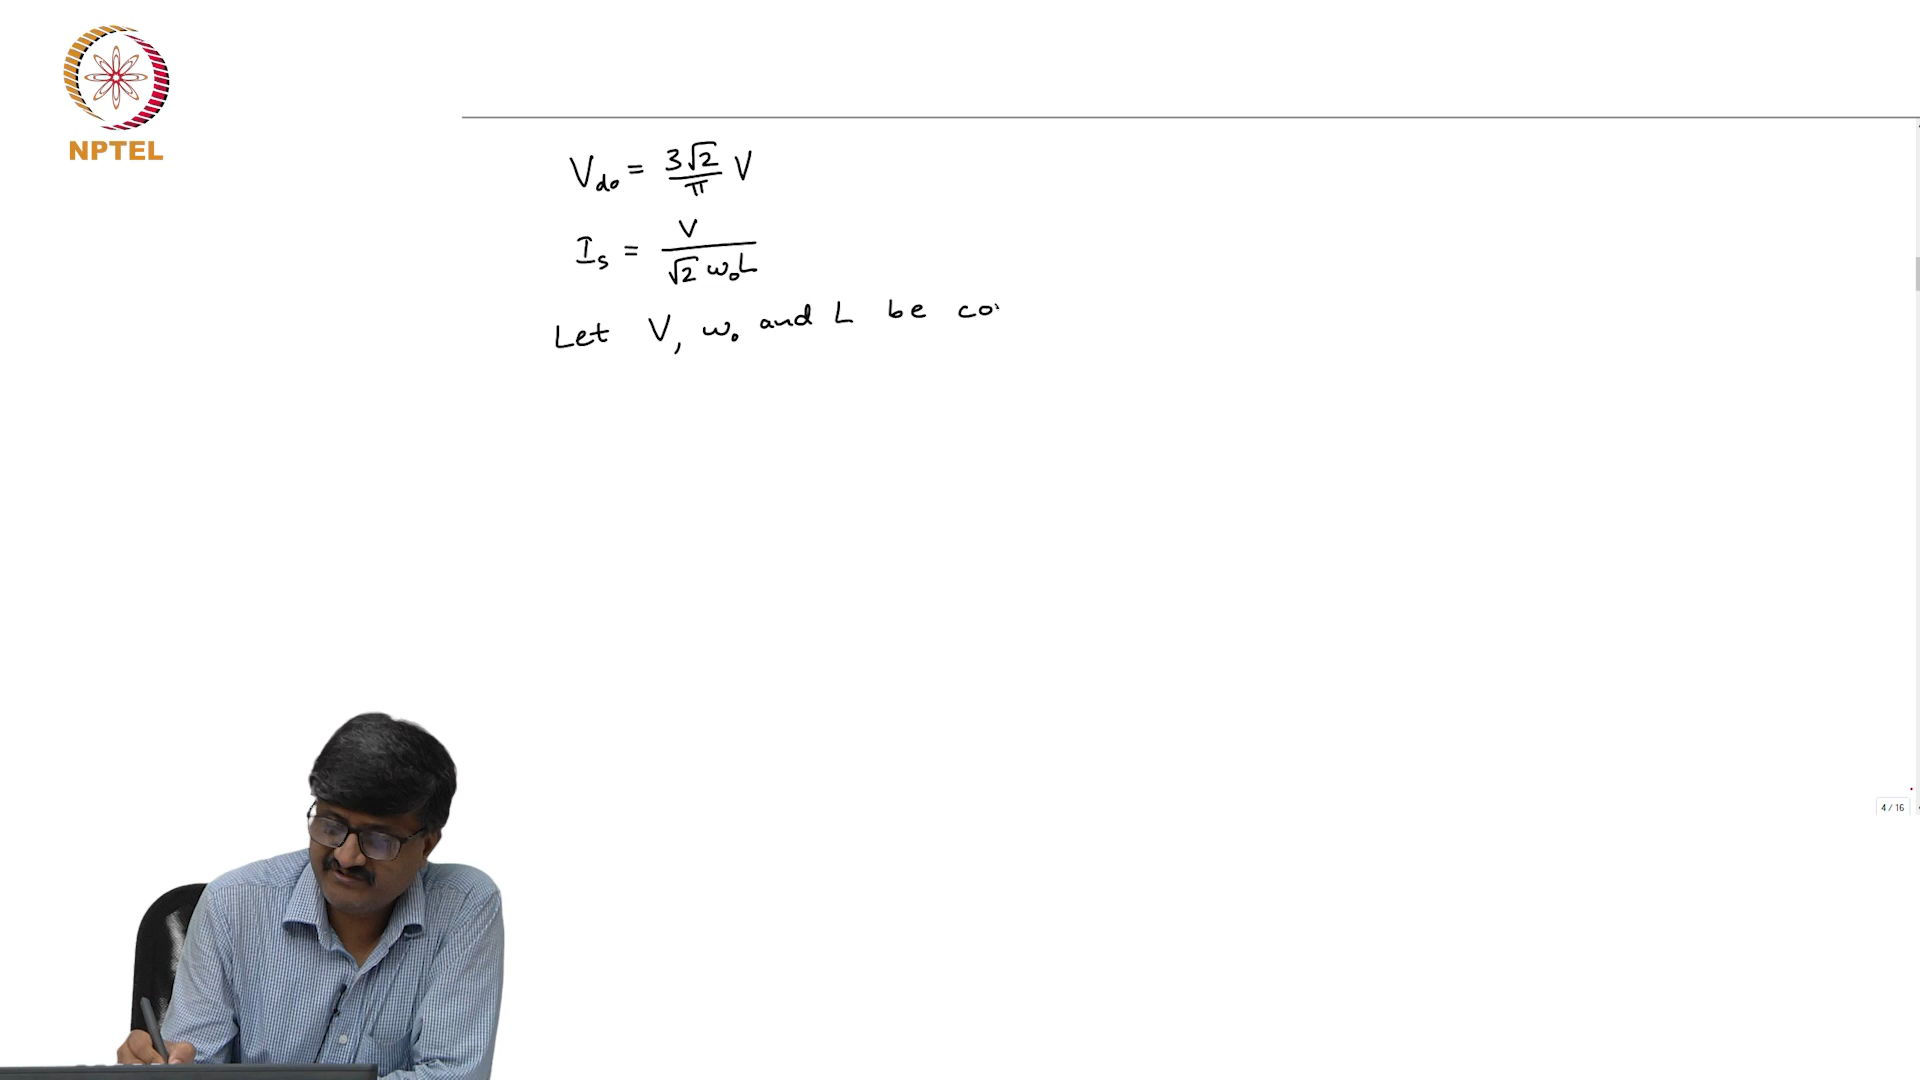 NPTEL
V_do = 3√2/π V
I_s = V/(√2 ω_o L)
Let V, ω_o and L be co
4 / 16